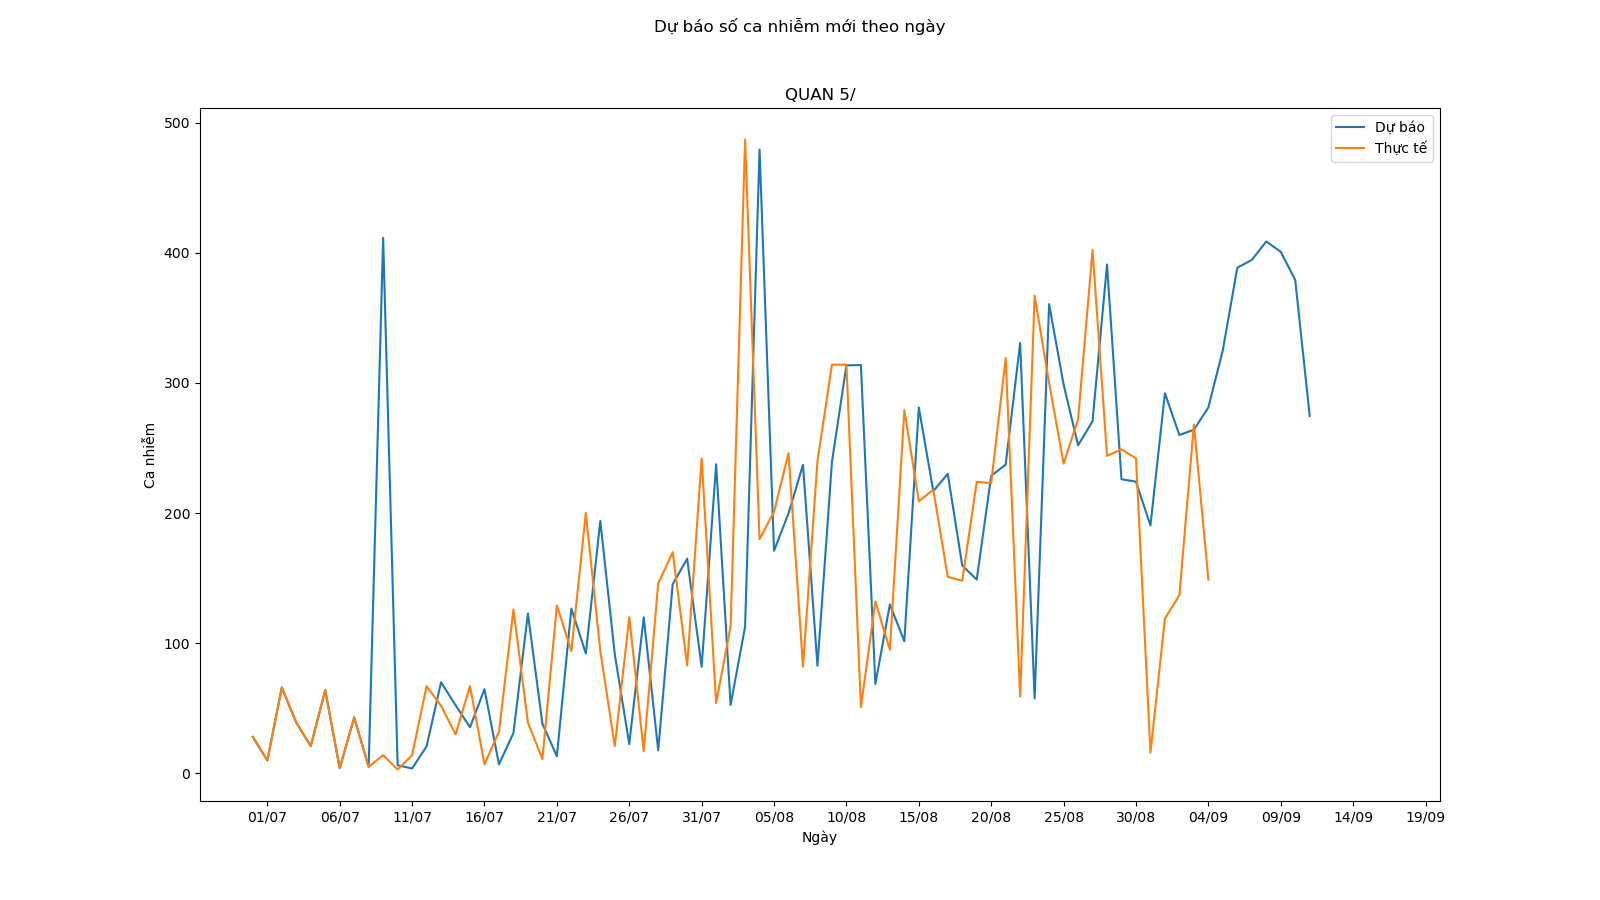 Dự báo số ca nhiễm mới theo ngày
QUAN 5/
500
400
300
200
100
0
Ca nhiễm
Dự báo
Thực tế
01/07 06/07 11/07 16/07 21/07 26/07 31/07 05/08 10/08 15/08 20/08 25/08 30/08 04/09 09/09 14/09 19/09
Ngày